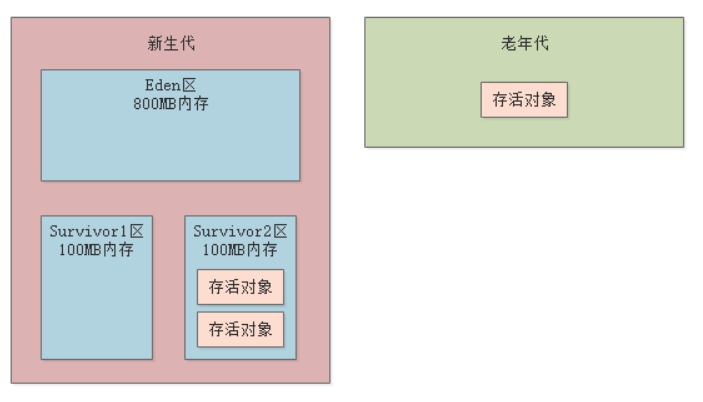 新生代
Eden区
800MB内存
Survivor1区
100MB内存
Survivor2区
100MB内存
存活对象
存活对象
老年代
存活对象